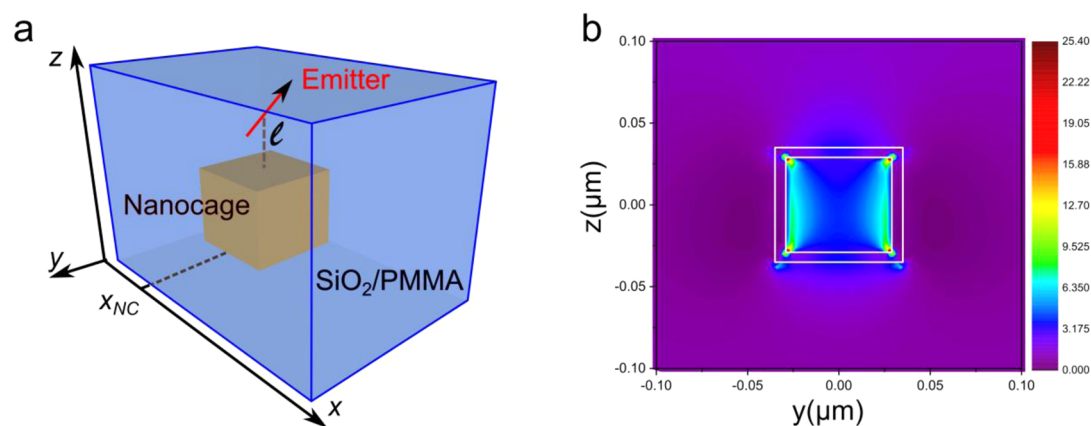 a
z
Emitter
ℓ
Nanocage
SiO₂/PMMA
y
x_NC
x
b
0.10
0.05
0.00
-0.05
-0.10
z(μm)
-0.10
-0.05
0.00
0.05
0.10
y(μm)
25.40
22.22
19.05
15.88
12.70
9.525
6.350
3.175
0.000